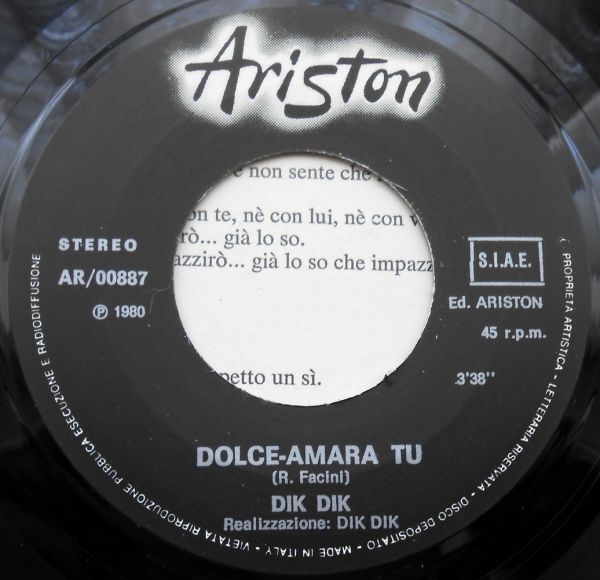 Ariston
e non sente che
on te, nè con lui, nè con v
rò... già lo so.
azzirò... già lo so che impazz
petto un sì.
STEREO
AR/00887
℗ 1980
S.I.A.E.
Ed. ARISTON
45 r.p.m.
3'38''
DOLCE-AMARA TU
(R. Facini)
DIK DIK
Realizzazione: DIK DIK
PROPRIETÀ ARTISTICA - LETTERARIA RISERVATA - DISCO DEPOSITATO - MADE IN ITALY - VIETATA RIPRODUZIONE PUBBLICA ESECUZIONE E RADIODIFFUSIONE